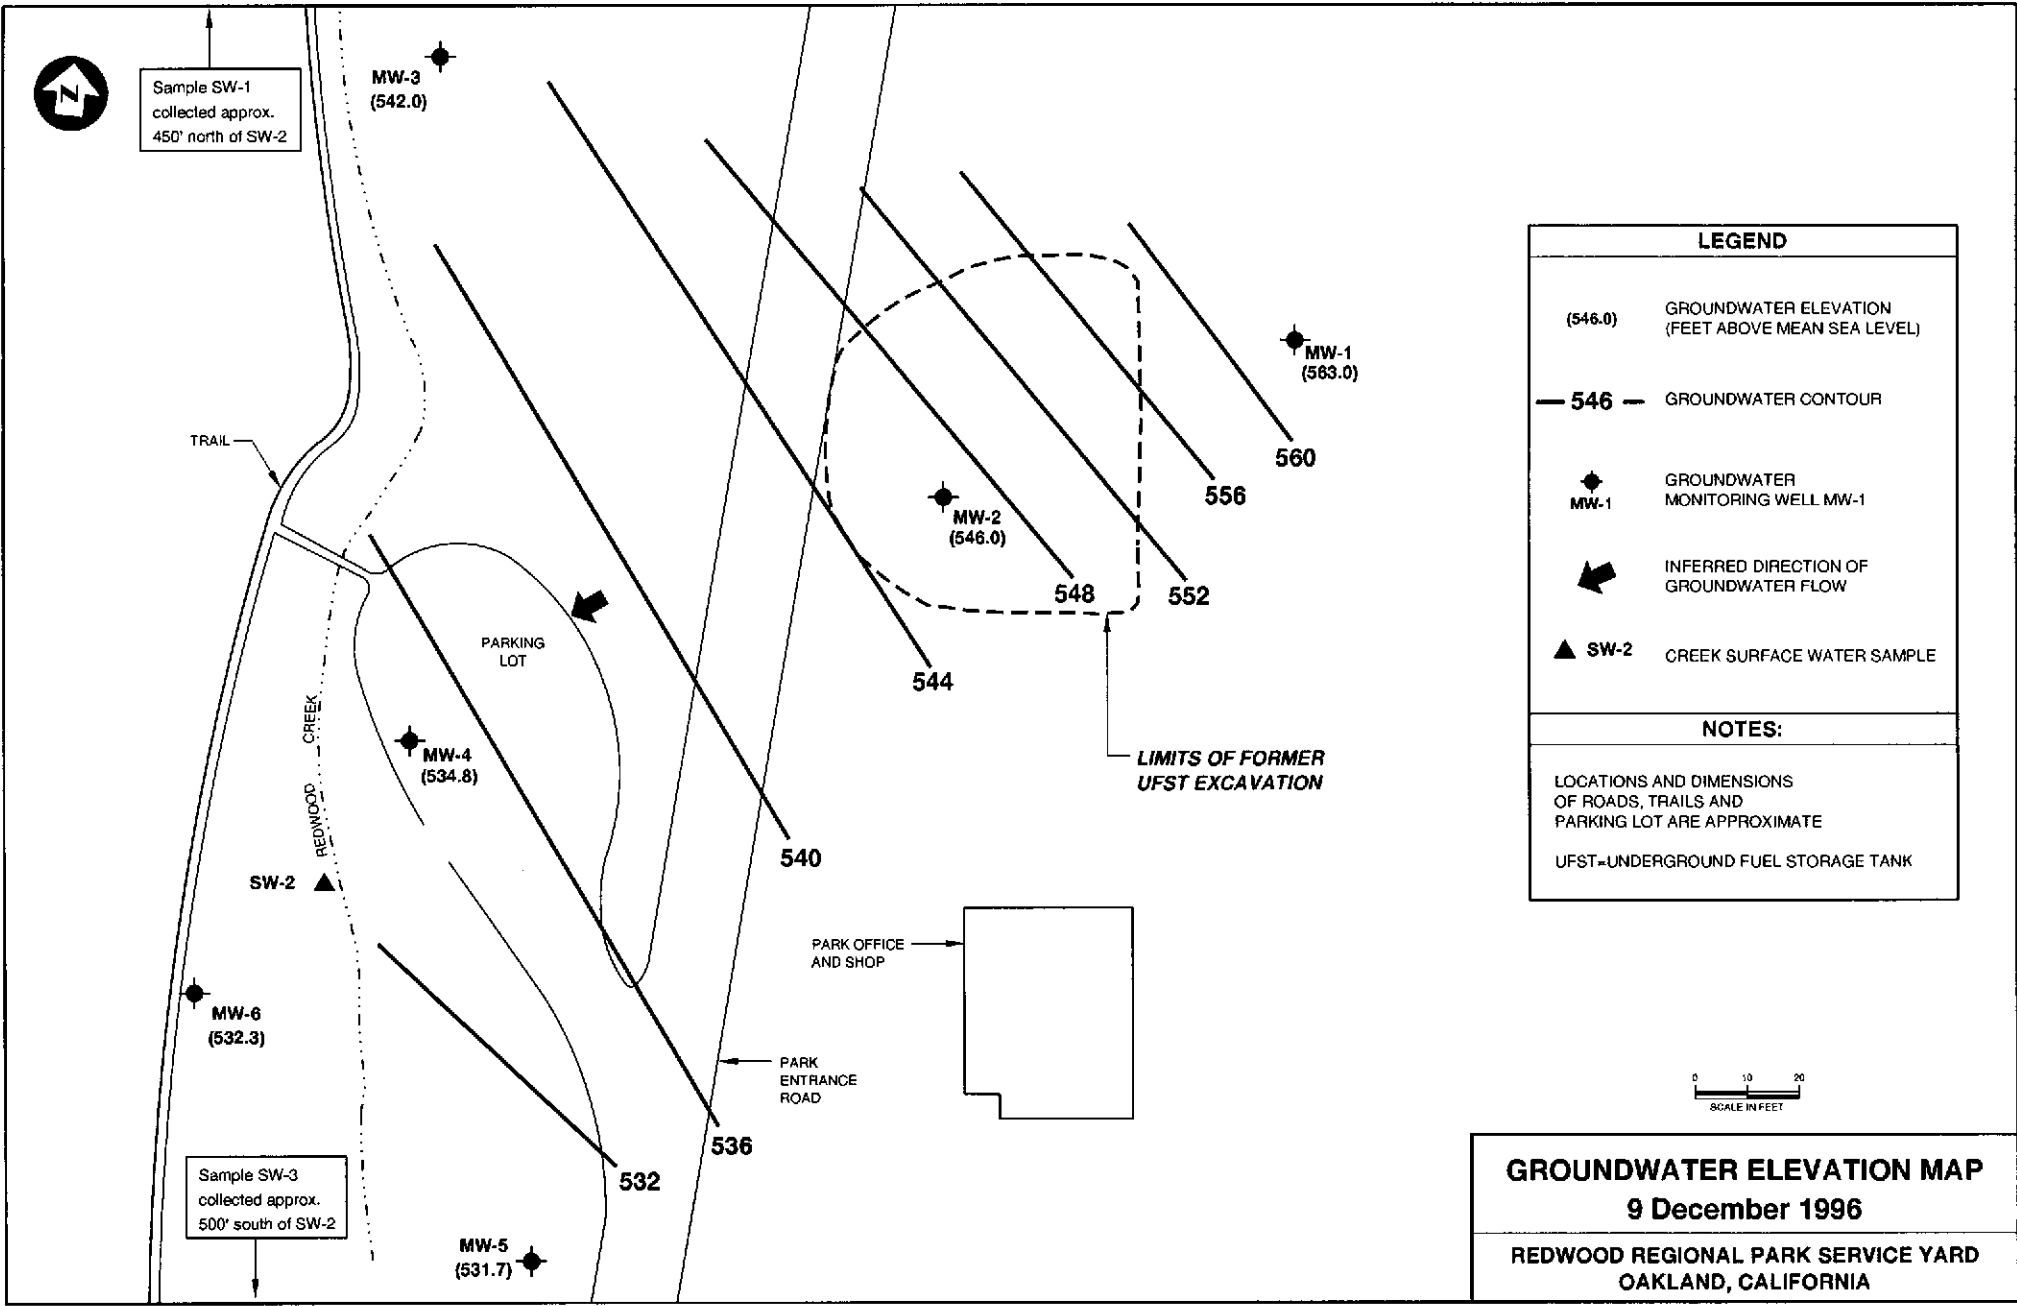 Sample SW-1
collected approx.
450' north of SW-2
N
MW-3
(542.0)
TRAIL
MW-1
(563.0)
560
556
MW-2
(546.0)
548
552
544
PARKING
LOT
LIMITS OF FORMER
UFST EXCAVATION
REDWOOD CREEK
MW-4
(534.8)
540
SW-2
PARK OFFICE
AND SHOP
MW-6
(532.3)
PARK
ENTRANCE
ROAD
536
532
Sample SW-3
collected approx.
500' south of SW-2
MW-5
(531.7)
LEGEND
(546.0)
GROUNDWATER ELEVATION
(FEET ABOVE MEAN SEA LEVEL)
546
GROUNDWATER CONTOUR
MW-1
GROUNDWATER
MONITORING WELL MW-1
INFERRED DIRECTION OF
GROUNDWATER FLOW
SW-2
CREEK SURFACE WATER SAMPLE
NOTES:
LOCATIONS AND DIMENSIONS
OF ROADS, TRAILS AND
PARKING LOT ARE APPROXIMATE
UFST=UNDERGROUND FUEL STORAGE TANK
0 10 20
SCALE IN FEET
GROUNDWATER ELEVATION MAP
9 December 1996
REDWOOD REGIONAL PARK SERVICE YARD
OAKLAND, CALIFORNIA